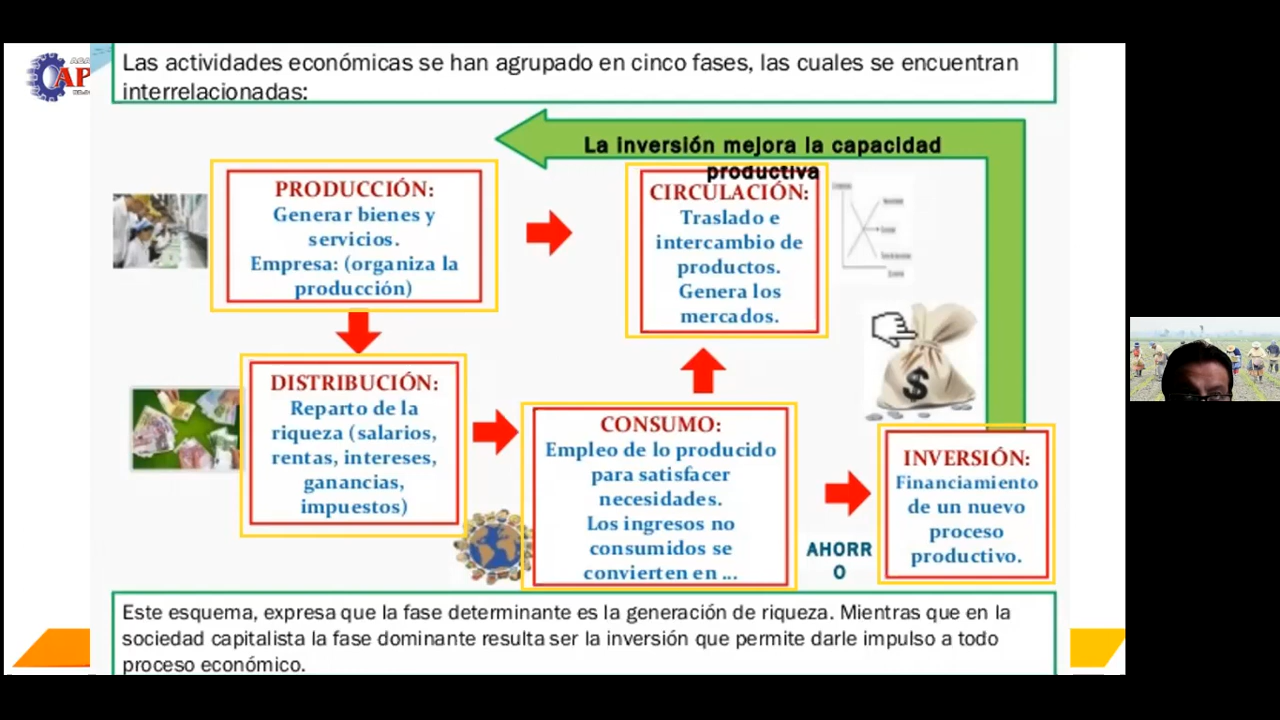 Las actividades económicas se han agrupado en cinco fases, las cuales se encuentran
interrelacionadas:
AP
La inversión mejora la capacidad
productiva
PRODUCCIÓN:
Generar bienes y
servicios.
Empresa: (organiza la
producción)
CIRCULACIÓN:
Traslado e
intercambio de
productos.
Genera los
mercados.
DISTRIBUCIÓN:
Reparto de la
riqueza (salarios,
rentas, intereses,
ganancias,
impuestos)
CONSUMO:
Empleo de lo producido
para satisfacer
necesidades.
Los ingresos no
consumidos se
convierten en ...
$
AHORR
O
INVERSIÓN:
Financiamiento
de un nuevo
proceso
productivo.
Este esquema, expresa que la fase determinante es la generación de riqueza. Mientras que en la
sociedad capitalista la fase dominante resulta ser la inversión que permite darle impulso a todo
proceso económico.